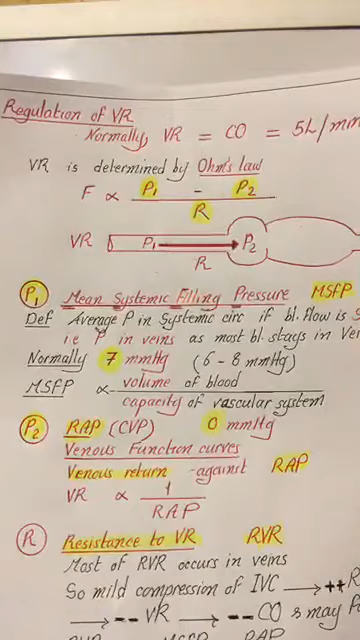 Regulation of VR
Normally, VR = CO = 5L/min
VR is determined by Ohm's law
F ∝ P1 - P2
R
VR P1 P2
R
P1 Mean Systemic Filling Pressure MSFP
Def Average P in Systemic circ if bl. flow is
i.e P in veins as most bl. stays in
Normally 7 mmHg (6-8 mmHg)
MSFP ∝ volume of blood
capacity of vascular system
P2 RAP (CVP) 0 mmHg
Venous Function curves
Venous return against RAP
VR ∝ 1
RAP
R Resistance to VR RVR
Most of RVR occurs in veins
So mild compression of IVC → ++ R
→ -- VR → -- CO & may
RAP